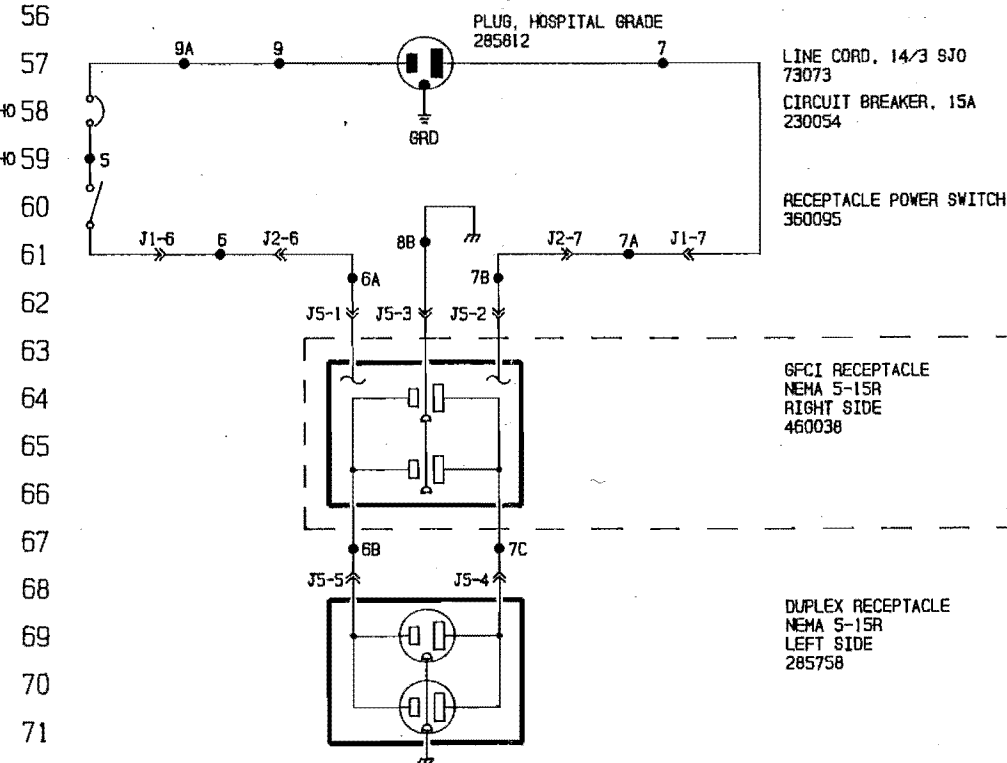 56
PLUG, HOSPITAL GRADE
285812
9A 9 7
57
LINE CORD, 14/3 SJO
73073
HO 58
CIRCUIT BREAKER, 15A
230054
GRD
HO 59
5
60
RECEPTACLE POWER SWITCH
360095
J1-6 6 J2-6 8B J2-7 7A J1-7
61
6A 7B
62
J5-1 J5-3 J5-2
63
GFCI RECEPTACLE
NEMA 5-15R
RIGHT SIDE
460038
64
65
66
67
6B 7C
68
J5-5 J5-4
DUPLEX RECEPTACLE
NEMA 5-15R
LEFT SIDE
285758
69
70
71